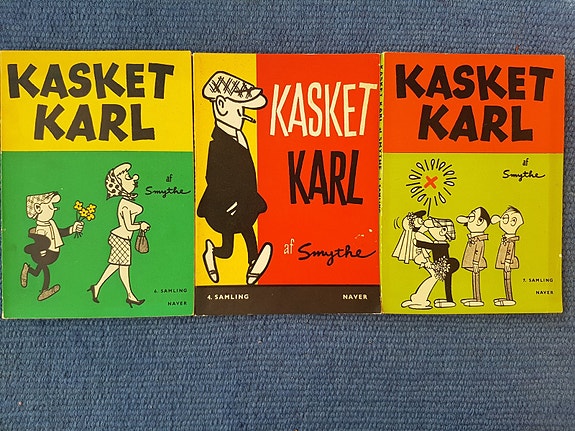 KASKET
KARL
af
Smythe
6. SAMLING
NAVER
KASKET
KARL
af Smythe
4. SAMLING NAVER
KASKET
KARL
af
Smythe
7. SAMLING
NAVER